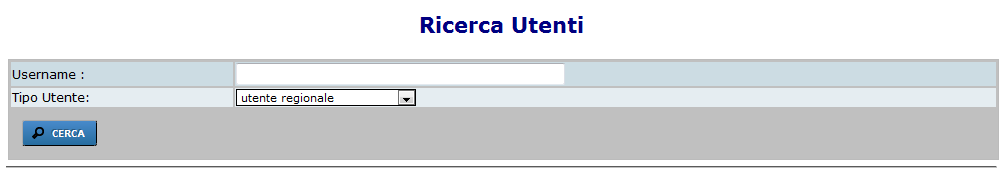 Ricerca Utenti
Username :
Tipo Utente:
utente regionale
CERCA